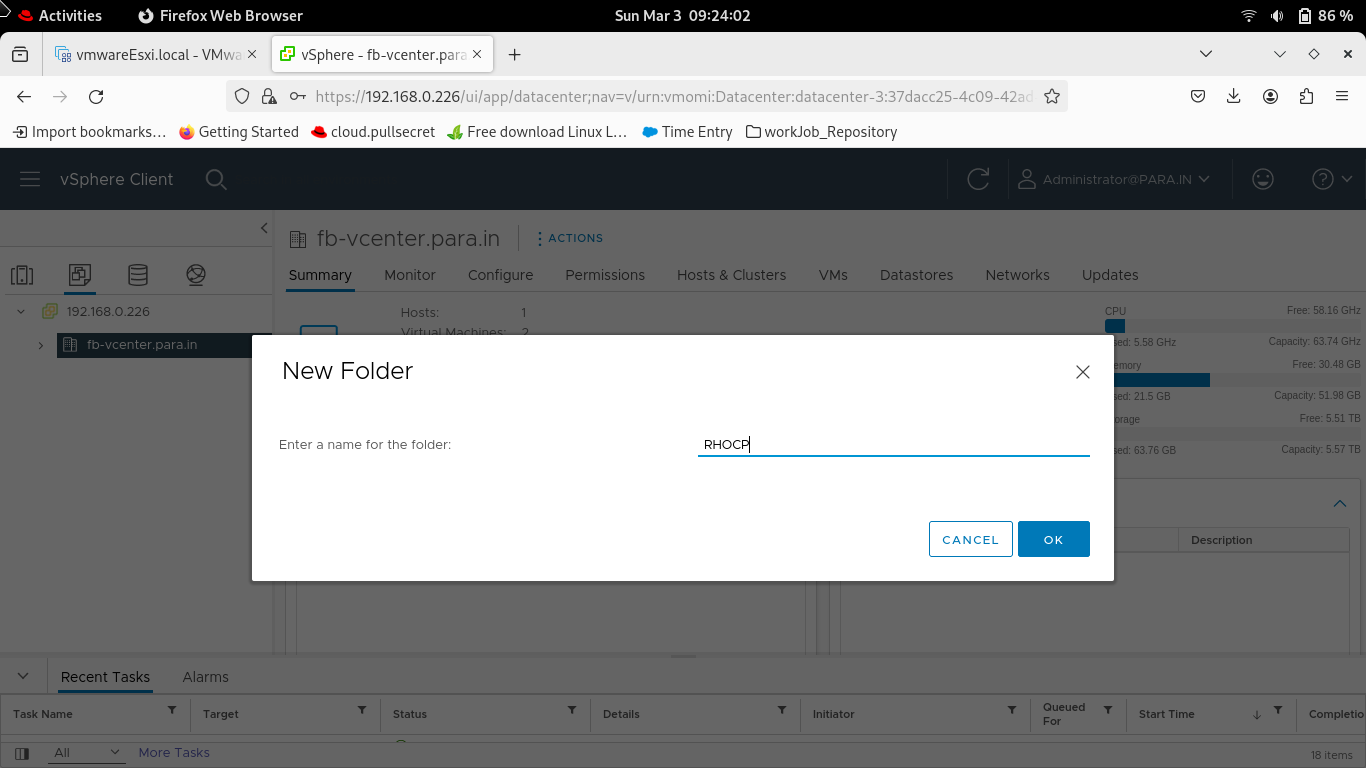 Activities Firefox Web Browser Sun Mar 3 09:24:02 86 %
vmwareEsxi.local - VMwa vSphere - fb-vcenter.para
https://192.168.0.226/ui/app/datacenter;nav=v/urn:vmomi:Datacenter:datacenter-3:37dacc25-4c09-42ad
Import bookmarks… Getting Started cloud.pullsecret Free download Linux L… Time Entry workJob_Repository
vSphere Client Administrator@PARA.IN
fb-vcenter.para.in ACTIONS
Summary Monitor Configure Permissions Hosts & Clusters VMs Datastores Networks Updates
192.168.0.226
fb-vcenter.para.in
Hosts: 1
Virtual Machines: 2
CPU Free: 58.16 GHz
sed: 5.58 GHz Capacity: 63.74 GHz
emory Free: 30.48 GB
sed: 21.5 GB Capacity: 51.98 GB
orage Free: 5.51 TB
sed: 63.76 GB Capacity: 5.57 TB
New Folder
Enter a name for the folder: RHOCP
CANCEL OK
Description
Recent Tasks Alarms
Task Name Target Status Details Initiator Queued For Start Time Completio
All More Tasks 18 items